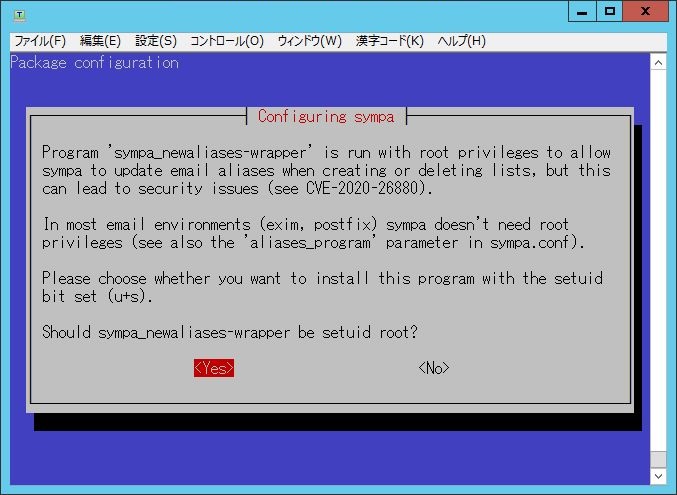 ファイル(F) 編集(E) 設定(S) コントロール(O) ウィンドウ(W) 漢字コード(K) ヘルプ(H)
Package configuration
Configuring sympa
Program 'sympa_newaliases-wrapper' is run with root privileges to allow
sympa to update email aliases when creating or deleting lists, but this
can lead to security issues (see CVE-2020-26880).
In most email environments (exim, postfix) sympa doesn't need root
privileges (see also the 'aliases_program' parameter in sympa.conf).
Please choose whether you want to install this program with the setuid
bit set (u+s).
Should sympa_newaliases-wrapper be setuid root?
<Yes> <No>